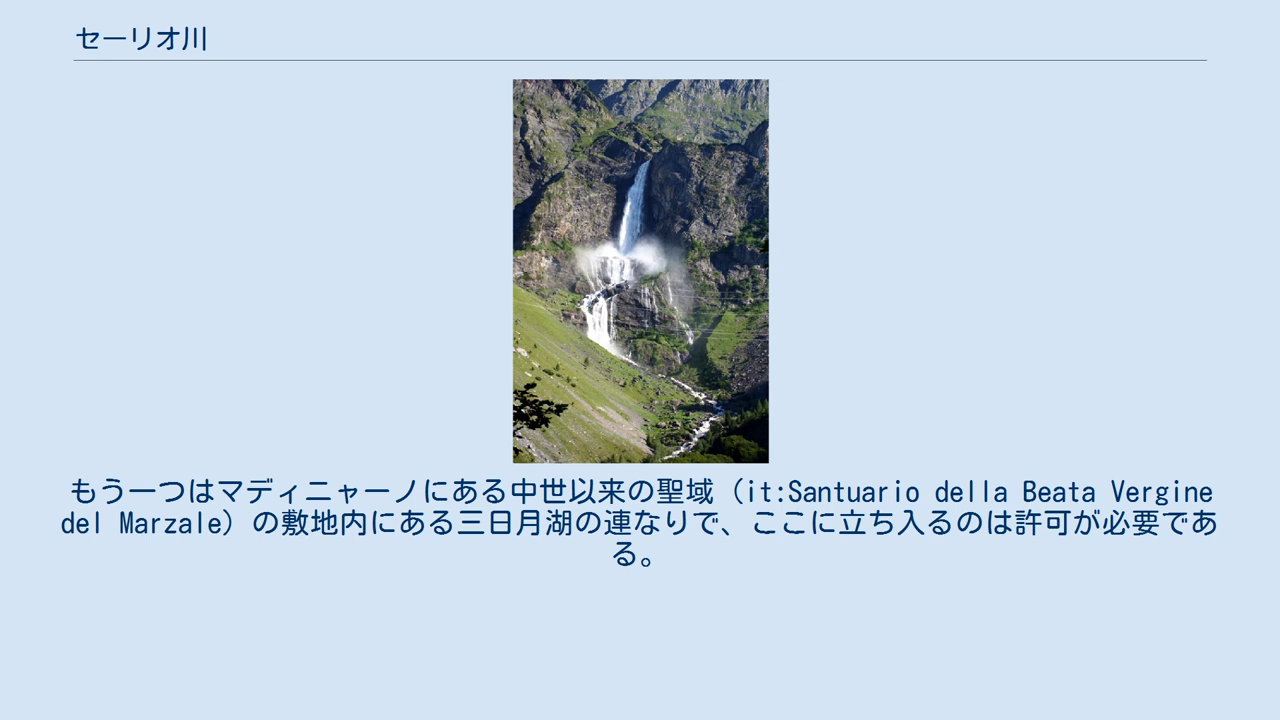 セーリオ川
もう一つはマディニャーノにある中世以来の聖域（it:Santuario della Beata Vergine
del Marzale）の敷地内にある三日月湖の連なりで、ここに立ち入るのは許可が必要であ
る。